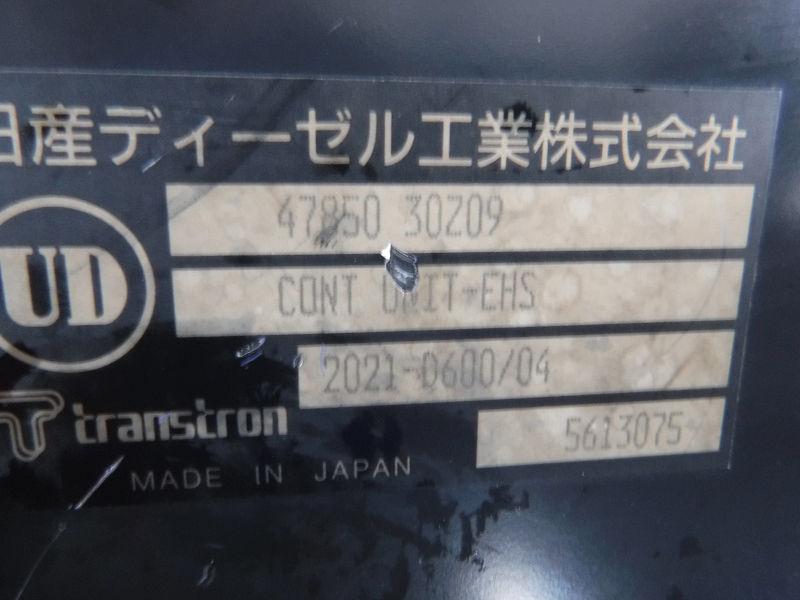 日産ディーゼル工業株式会社
47850 30Z09
UD
CONT UNIT-EHS
2021-D600/04
transtron
5613075
MADE IN JAPAN